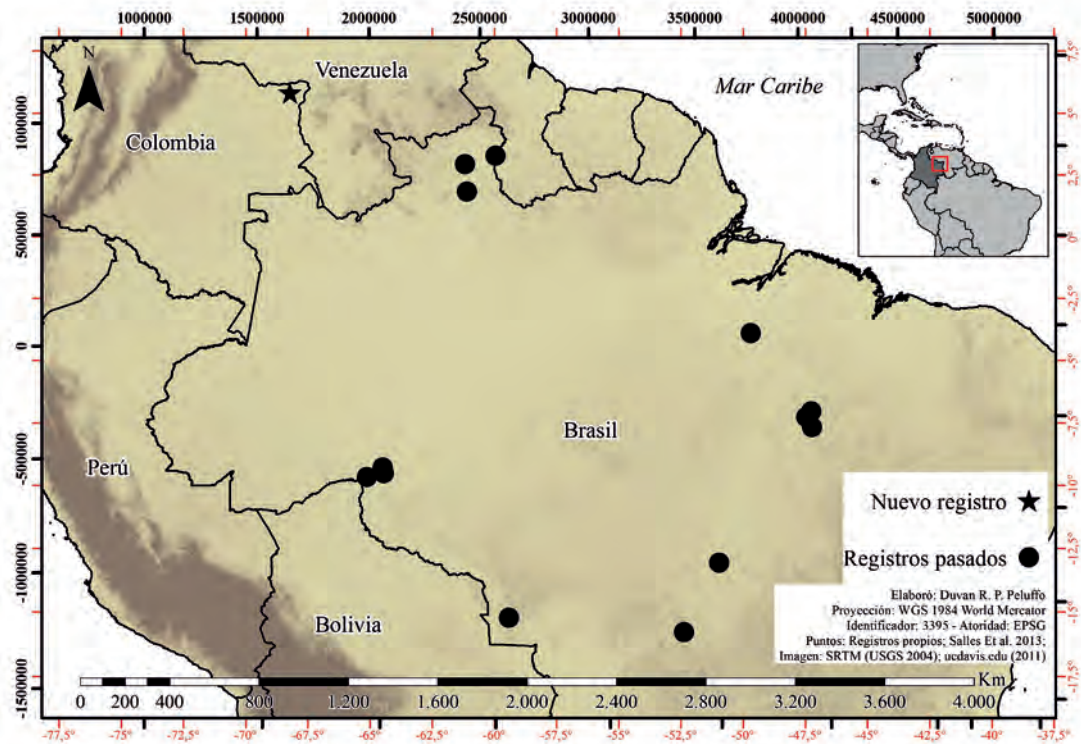 1000000 1500000 2000000 2500000 3000000 3500000 4000000 4500000 5000000
N
Venezuela
Mar Caribe
Colombia
Brasil
Perú
Bolivia
1000000
500000
0
-500000
-1000000
-1500000
7,5°
5°
2,5°
0°
-2,5°
-5°
-7,5°
-10°
-12,5°
-15°
-17,5°
Nuevo registro
Registros pasados
Elaboró: Duvan R. P. Peluffo
Proyección: WGS 1984 World Mercator
Identificador: 3395 - Atoridad: EPSG
Puntos: Registros propios; Salles Et al. 2013;
Imagen: SRTM (USGS 2004); ucdavis.edu (2011)
Km
0 200 400 800 1.200 1.600 2.000 2.400 2.800 3.200 3.600 4.000
-77,5° -75° -72,5° -70° -67,5° -65° -62,5° -60° -57,5° -55° -52,5° -50° -47,5° -45° -42,5° -40° -37,5°